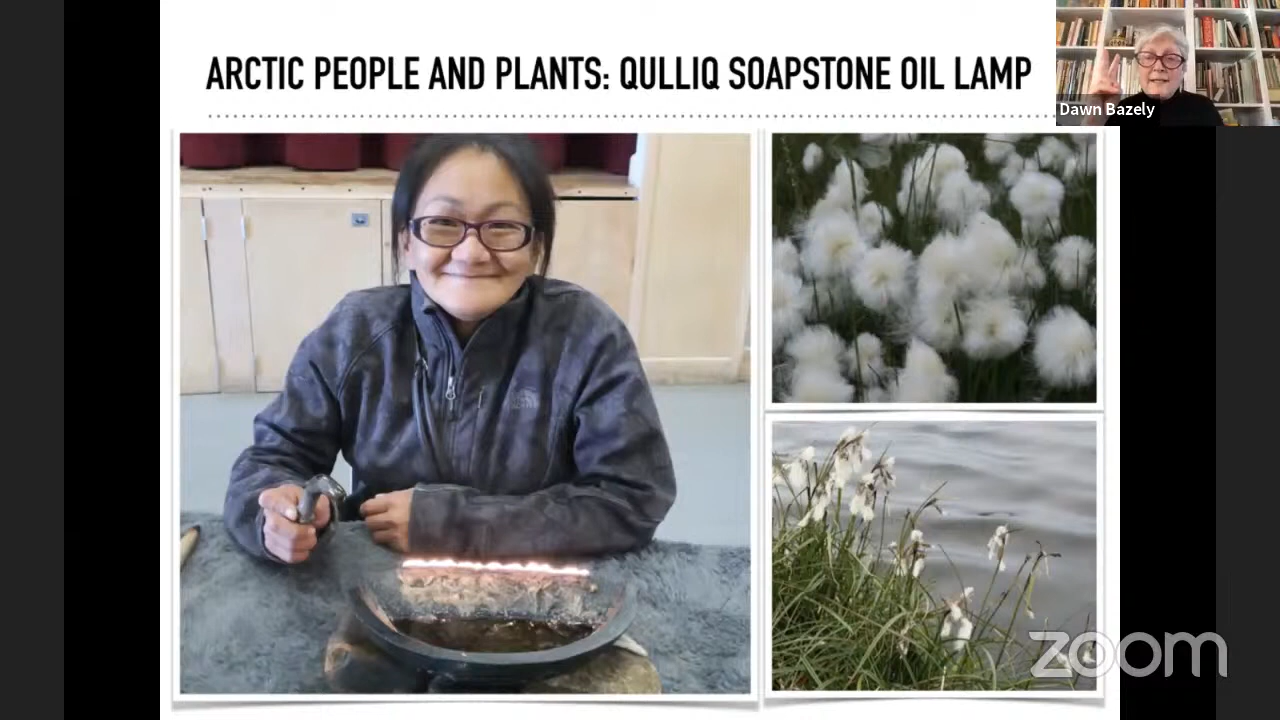 ARCTIC PEOPLE AND PLANTS: QULLIQ SOAPSTONE OIL LAMP
Dawn Bazely
zoom